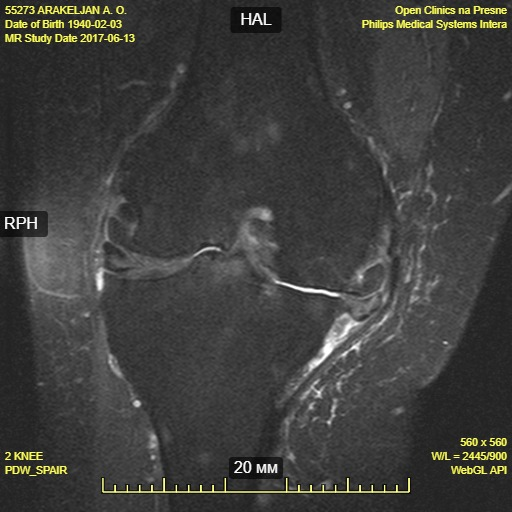 55273 ARAKELJAN A. O.
Date of Birth 1940-02-03
MR Study Date 2017-06-13
HAL
Open Clinics na Presne
Philips Medical Systems Intera
RPH
2 KNEE
PDW_SPAIR
20 мм
560 x 560
W/L = 2445/900
WebGL API